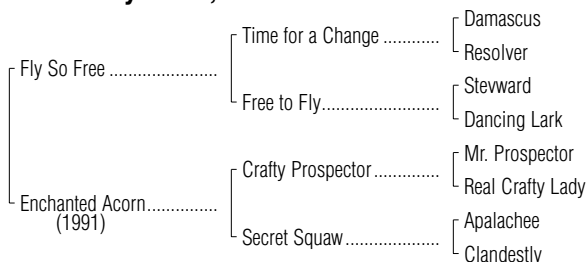 Damascus
Time for a Change ............
Resolver
Fly So Free .......................
Stevward
Free to Fly.........................
Dancing Lark
Mr. Prospector
Crafty Prospector..............
Real Crafty Lady
Enchanted Acorn...............
(1991)
Apalachee
Secret Squaw....................
Clandestly